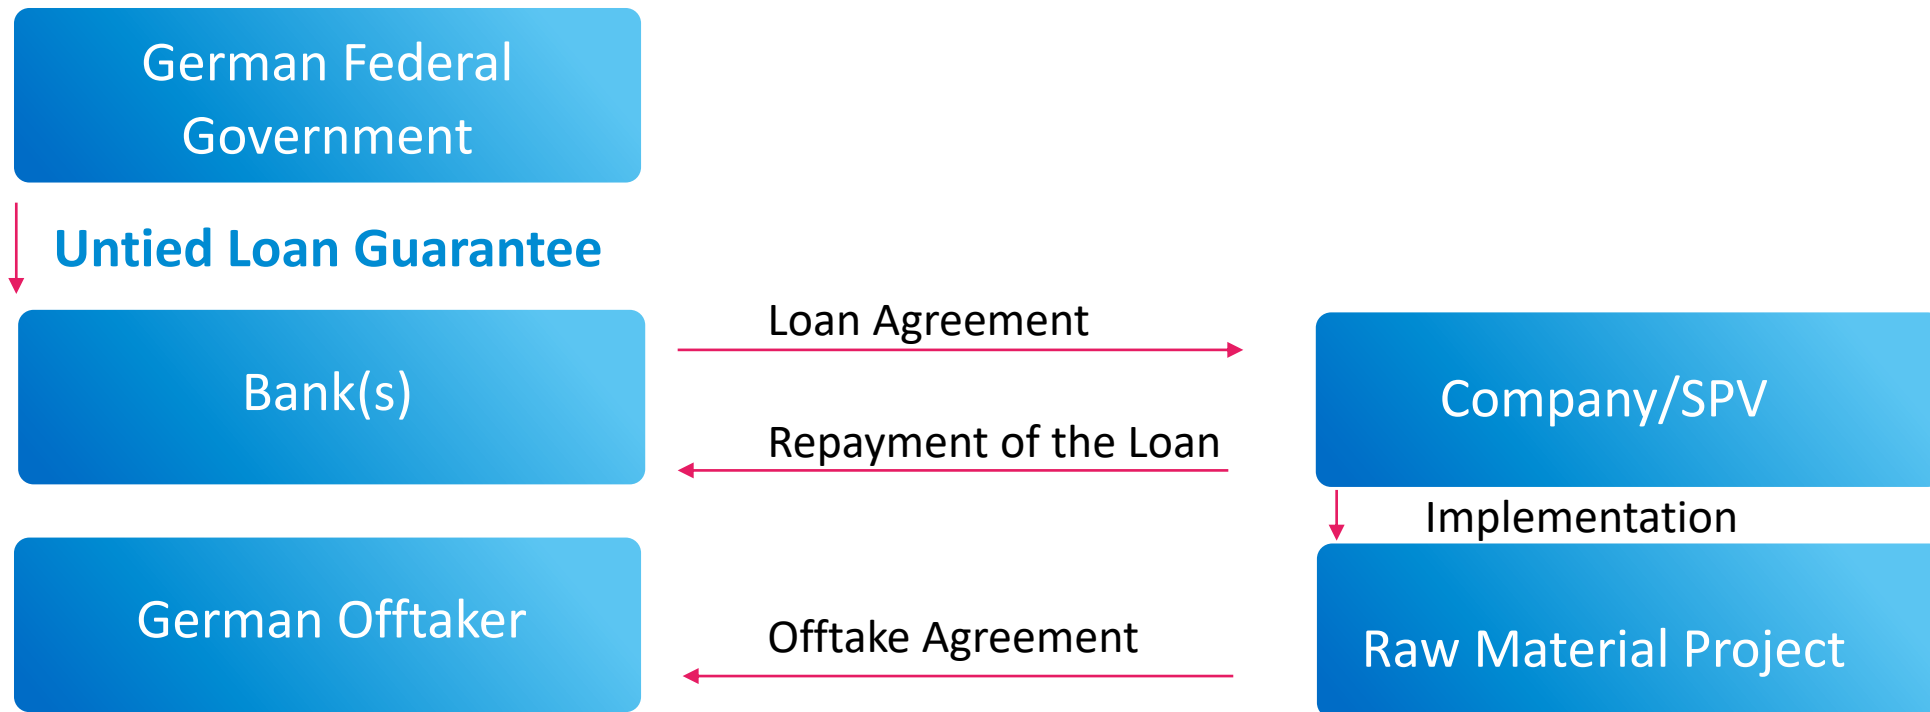 German Federal
Government
Untied Loan Guarantee
Loan Agreement
Bank(s)
Company/SPV
Repayment of the Loan
Implementation
German Offtaker
Offtake Agreement
Raw Material Project